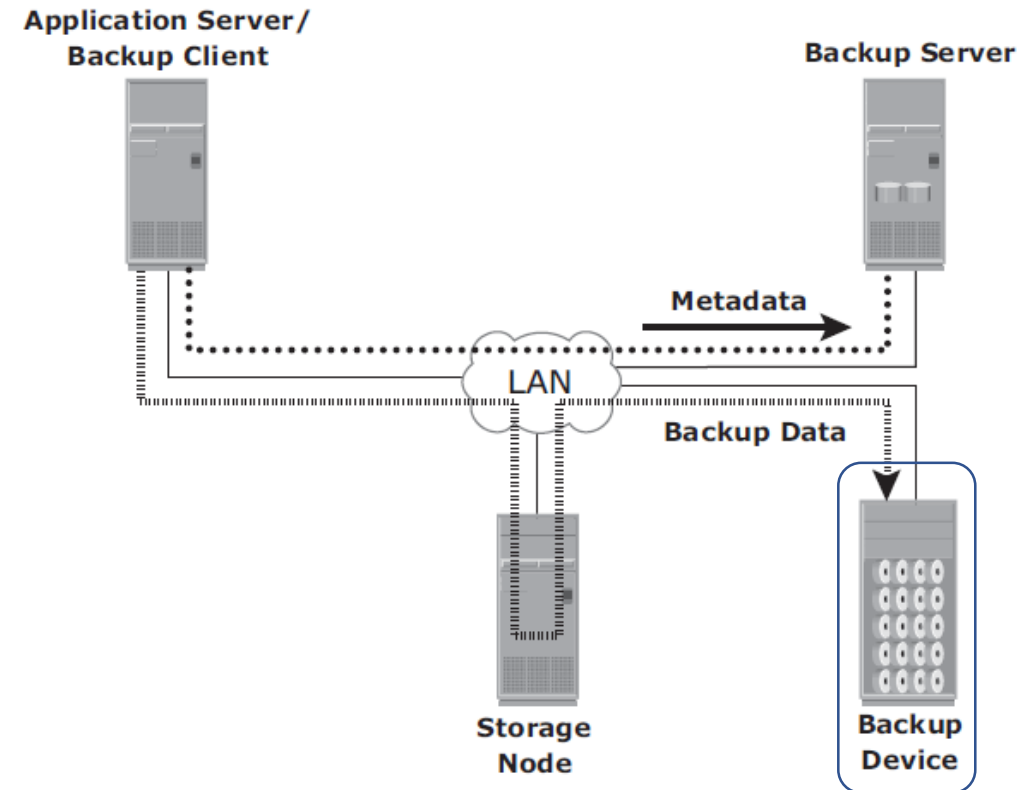 Application Server/
Backup Client
Backup Server
Metadata
LAN
Backup Data
Storage
Node
Backup
Device